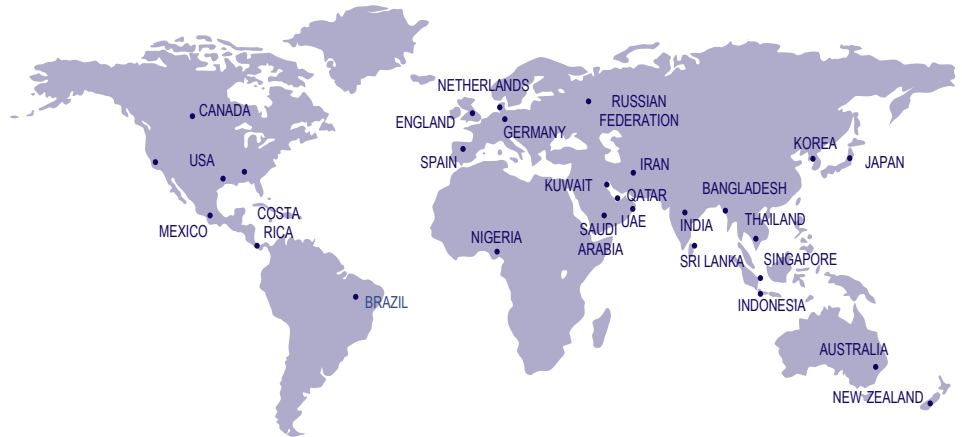 NETHERLANDS
CANADA
RUSSIAN
FEDERATION
ENGLAND
GERMANY
KOREA
USA
SPAIN
IRAN
JAPAN
KUWAIT
QATAR
BANGLADESH
COSTA
RICA
MEXICO
UAE
SAUDI
ARABIA
INDIA
THAILAND
NIGERIA
SRI LANKA
SINGAPORE
BRAZIL
INDONESIA
AUSTRALIA
NEW ZEALAND